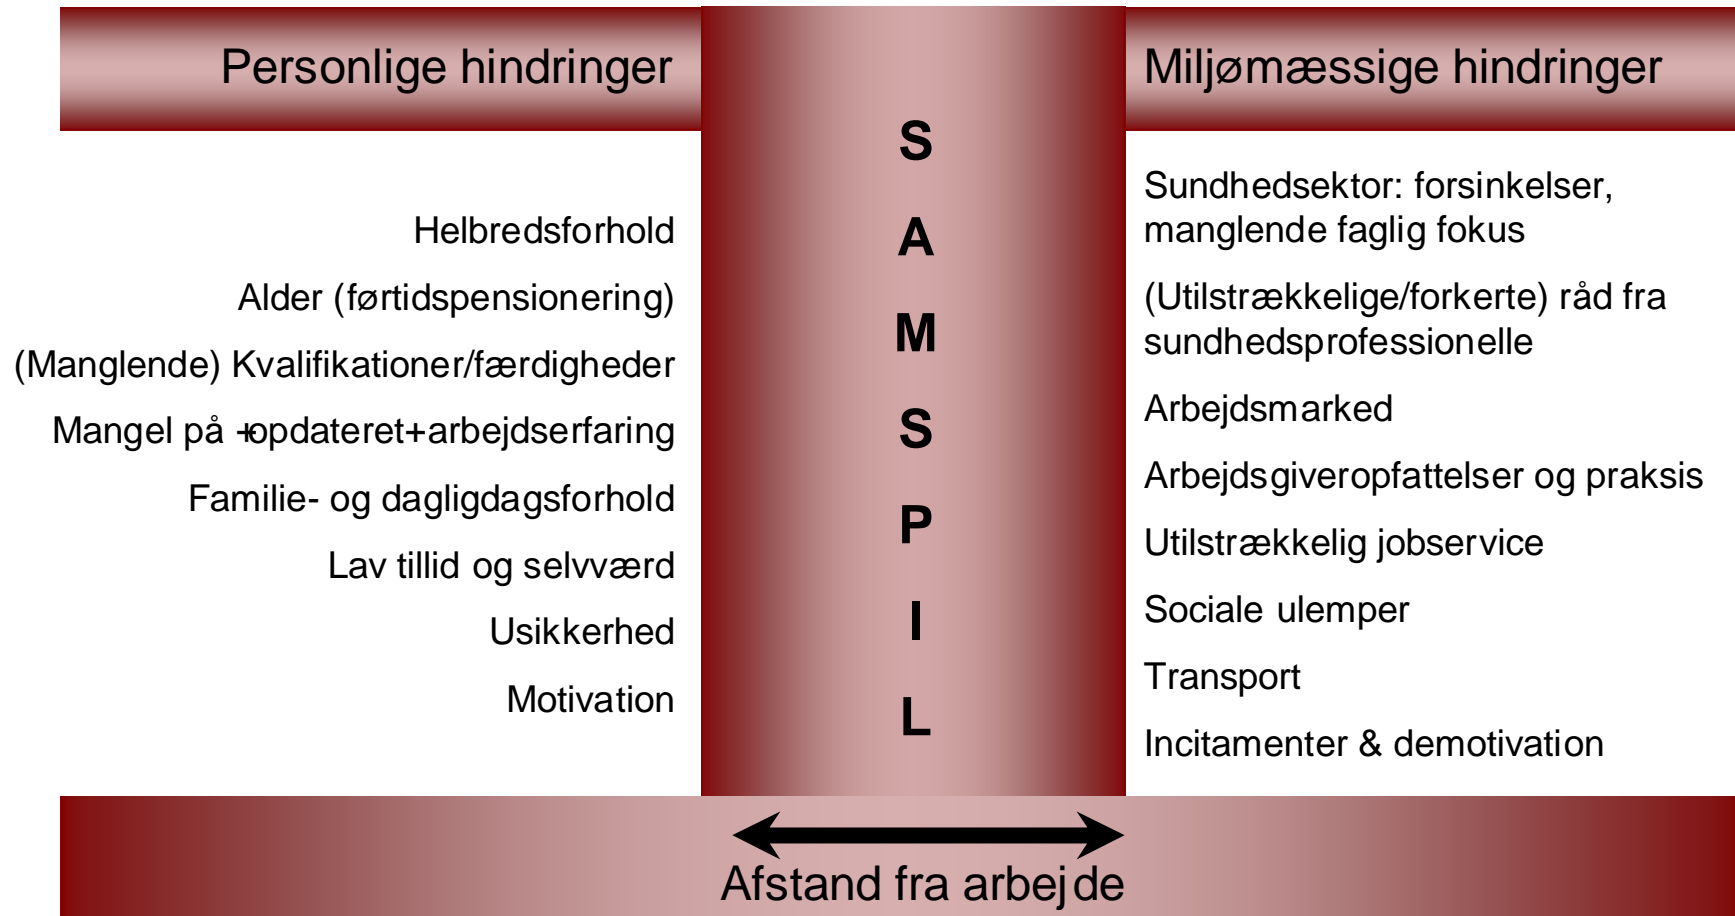 Personlige hindringer
Helbredsforhold
Alder (førtidspensionering)
(Manglende) Kvalifikationer/færdigheder
Mangel på +opdateret+arbejdserfaring
Familie- og dagligdagsforhold
Lav tillid og selvværd
Usikkerhed
Motivation
S
A
M
S
P
I
L
Miljømæssige hindringer
Sundhedsektor: forsinkelser,
manglende faglig fokus
(Utilstrækkelige/forkerte) råd fra
sundhedsprofessionelle
Arbejdsmarked
Arbejdsgiveropfattelser og praksis
Utilstrækkelig jobservice
Sociale ulemper
Transport
Incitamenter & demotivation
Afstand fra arbejde